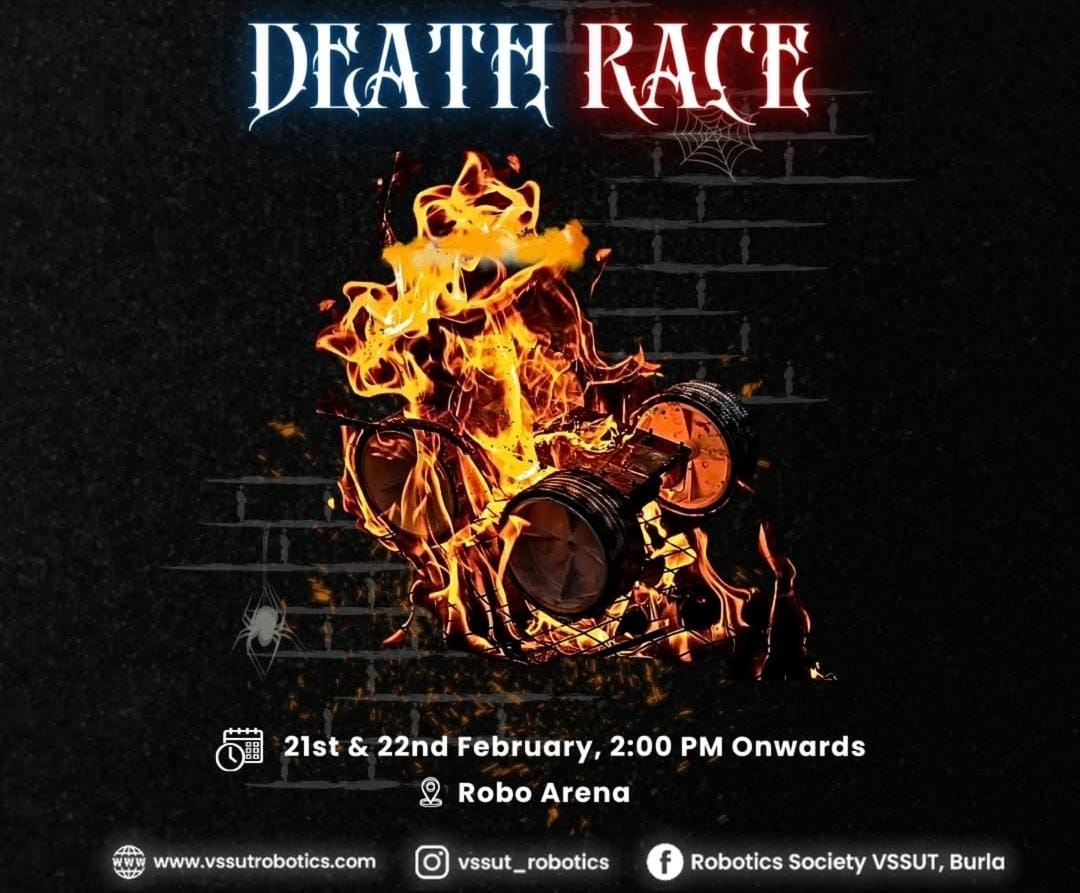 DEATH RACE
21st & 22nd February, 2:00 PM Onwards
Robo Arena
www.vssutrobotics.com vssut_robotics Robotics Society VSSUT, Burla